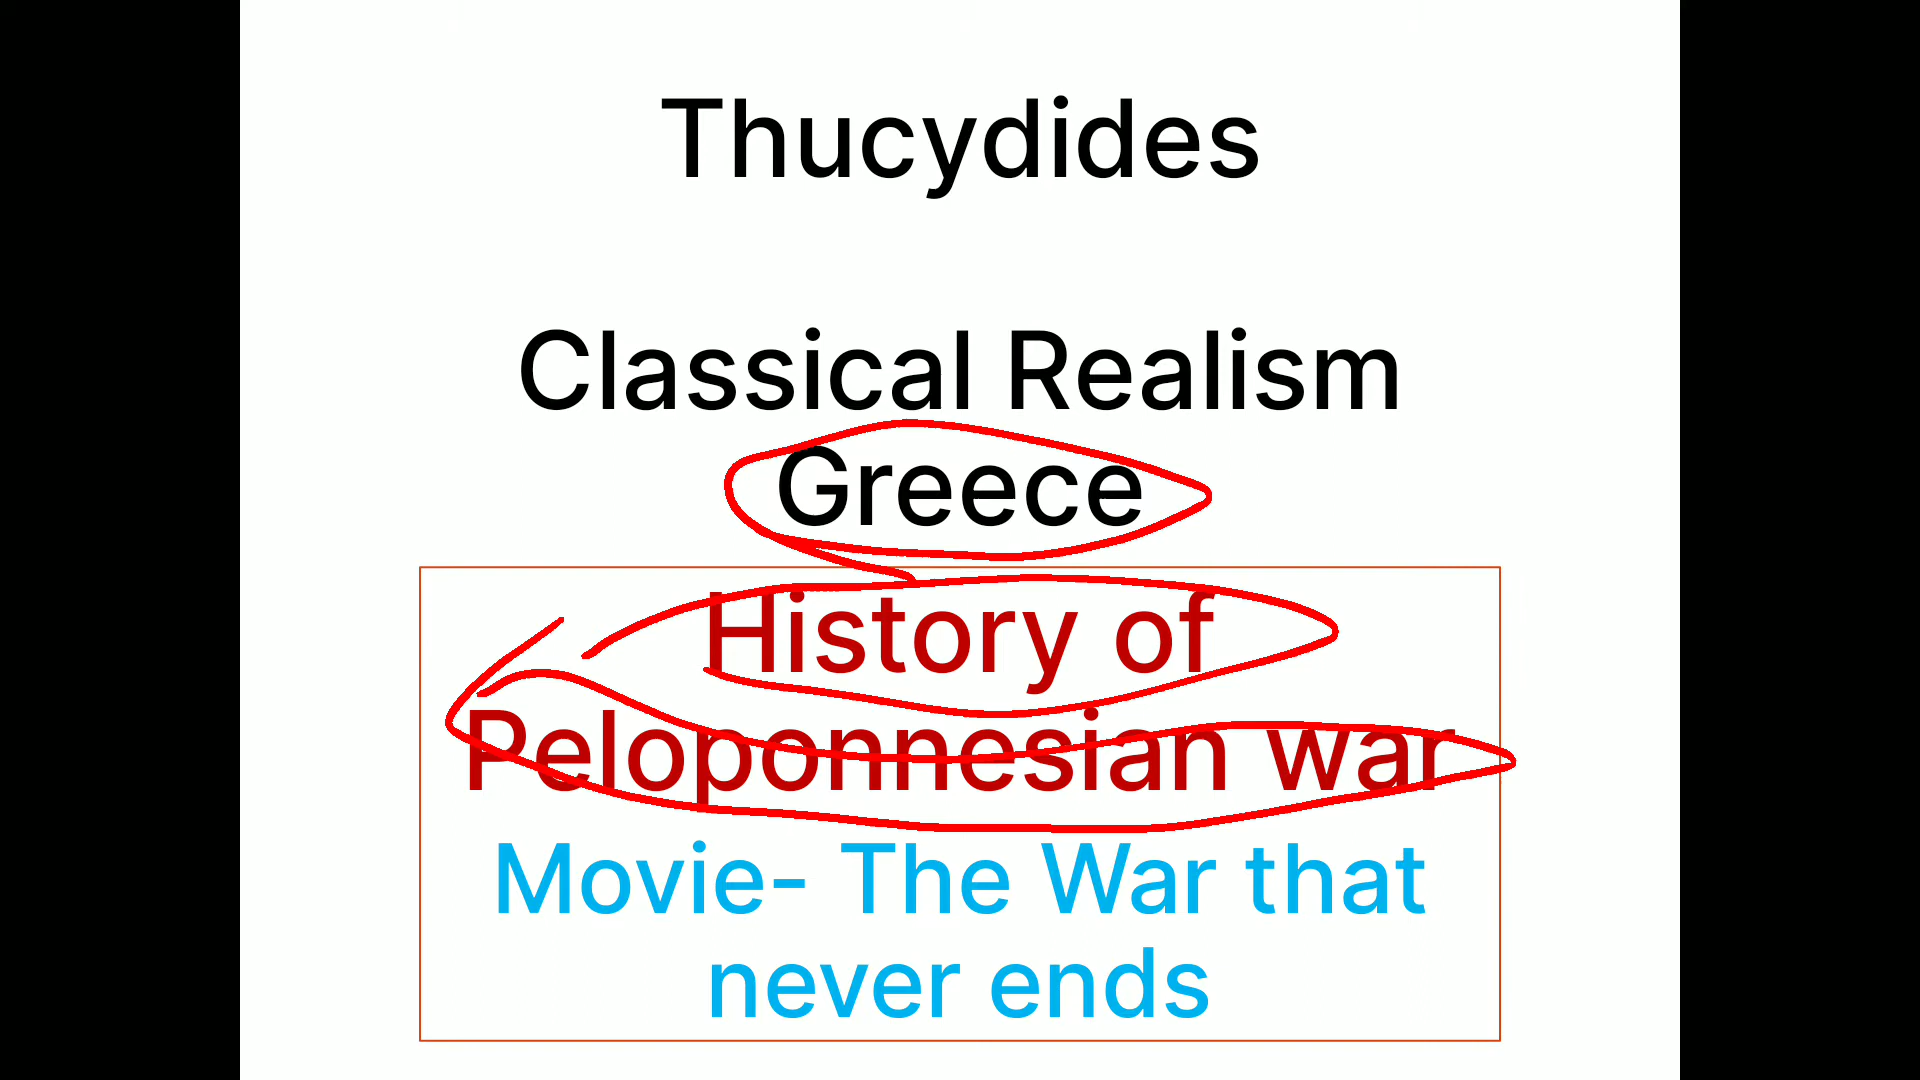 Thucydides
Classical Realism
Greece
History of
Peloponnesian war
Movie- The War that
never ends